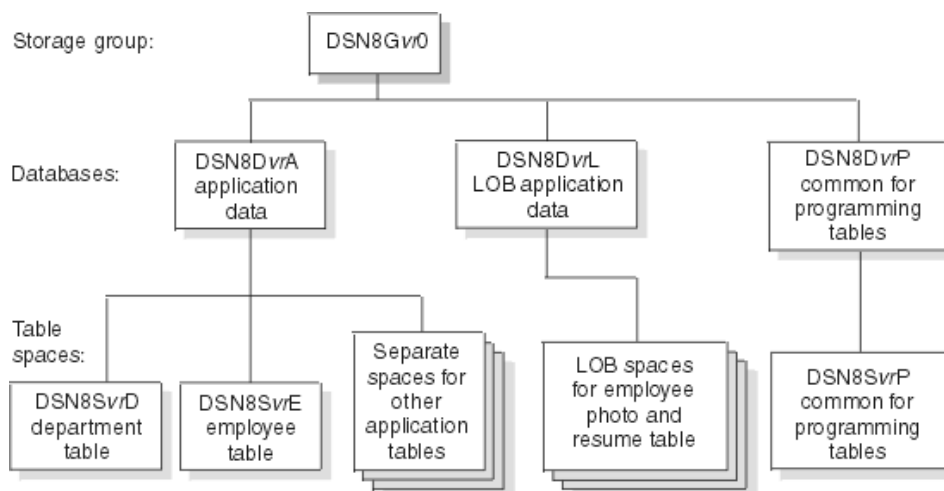 Storage group:
DSN8Gvr0
Databases:
DSN8DvrA
application
data
DSN8DvrL
LOB application
data
DSN8DvrP
common for
programming
tables
Table
spaces:
DSN8SvrD
department
table
DSN8SvrE
employee
table
Separate
spaces for
other
application
tables
LOB spaces
for employee
photo and
resume table
DSN8SvrP
common for
programming
tables